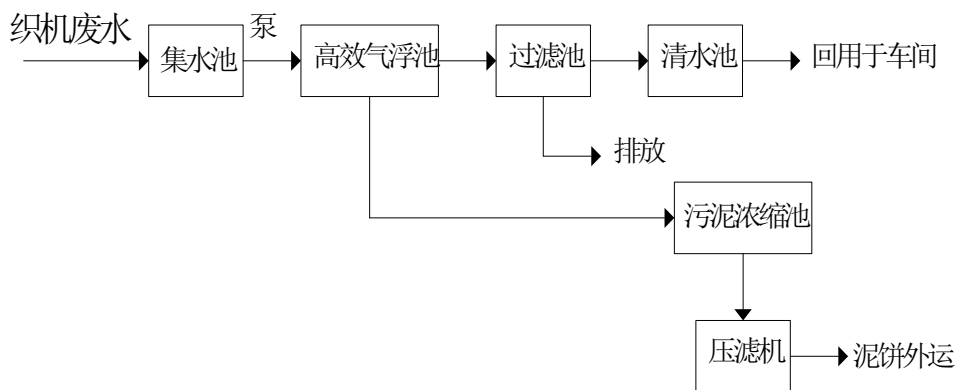 织机废水
泵
集水池
高效气浮池
过滤池
清水池
回用于车间
排放
污泥浓缩池
压滤机
泥饼外运